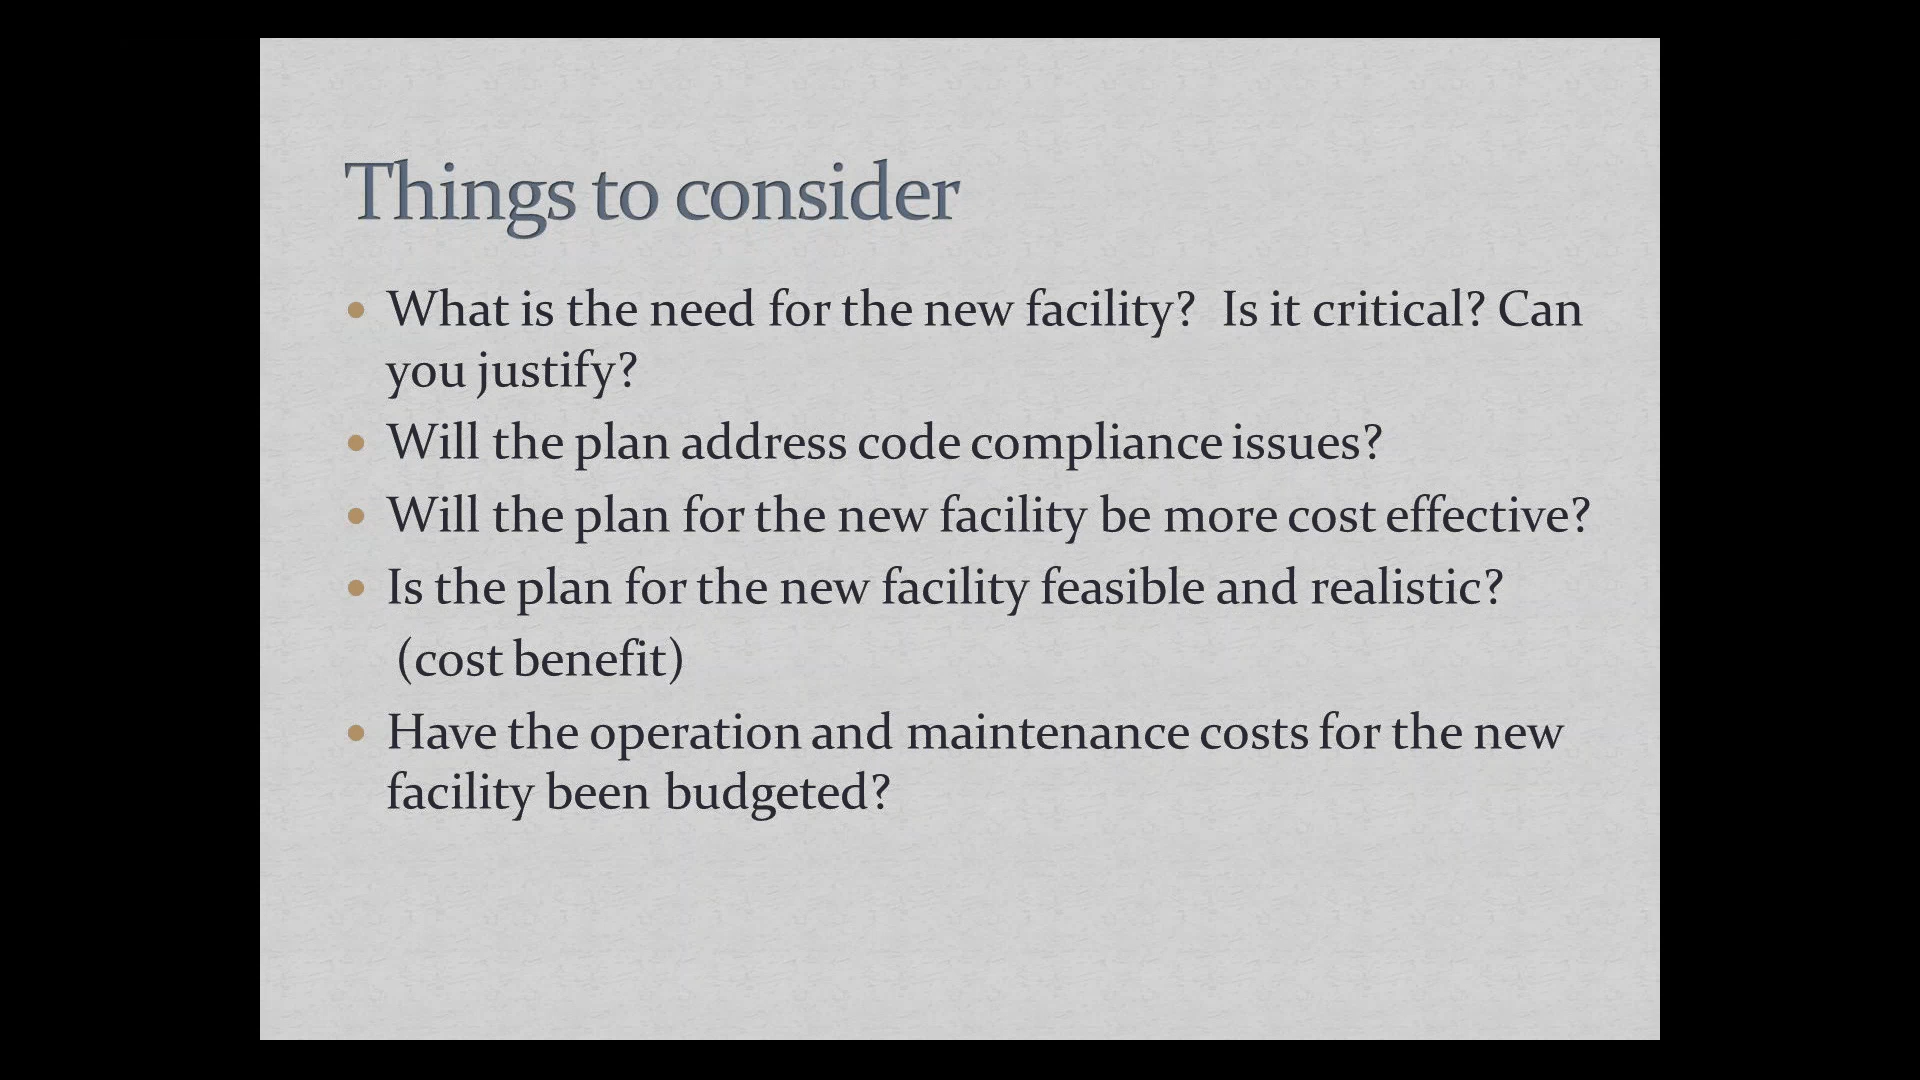 Things to consider
• What is the need for the new facility?  Is it critical? Can
you justify?
• Will the plan address code compliance issues?
• Will the plan for the new facility be more cost effective?
• Is the plan for the new facility feasible and realistic?
(cost benefit)
• Have the operation and maintenance costs for the new
facility been budgeted?